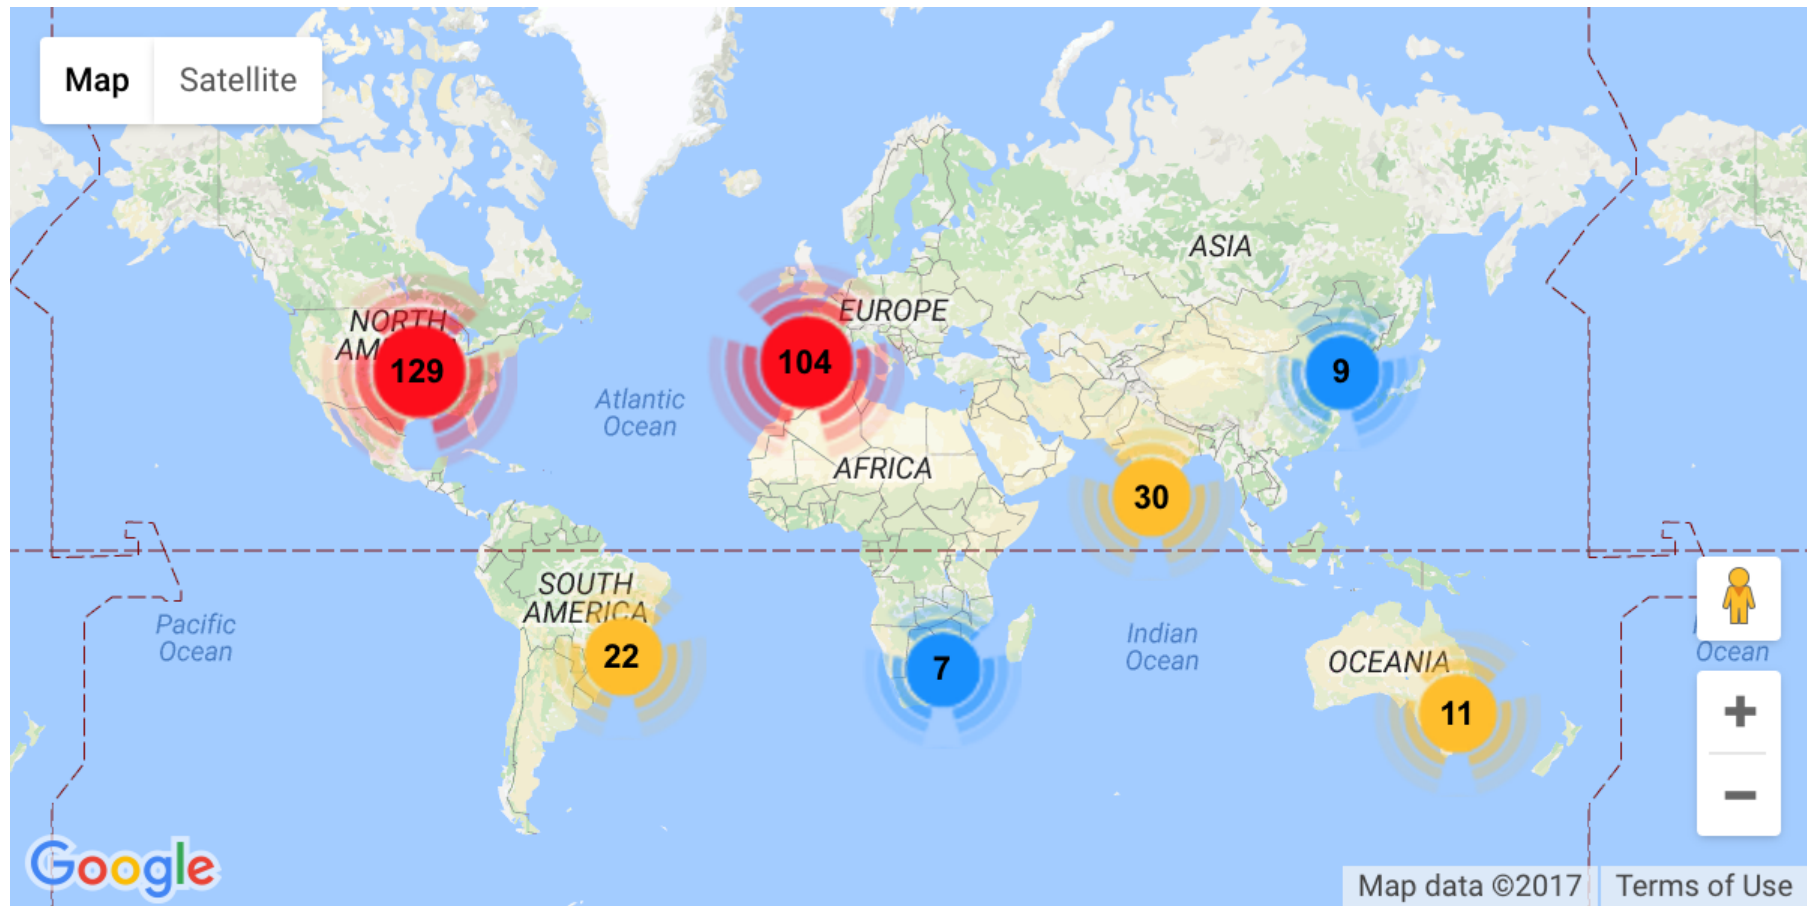 Map
Satellite
ASIA
NORTH
EUROPE
129
104
9
Atlantic
Ocean
AFRICA
30
SOUTH
AMERICA
Pacific
Ocean
Indian
Ocean
22
7
OCEANIA
Ocean
11
Google
Map data ©2017
Terms of Use